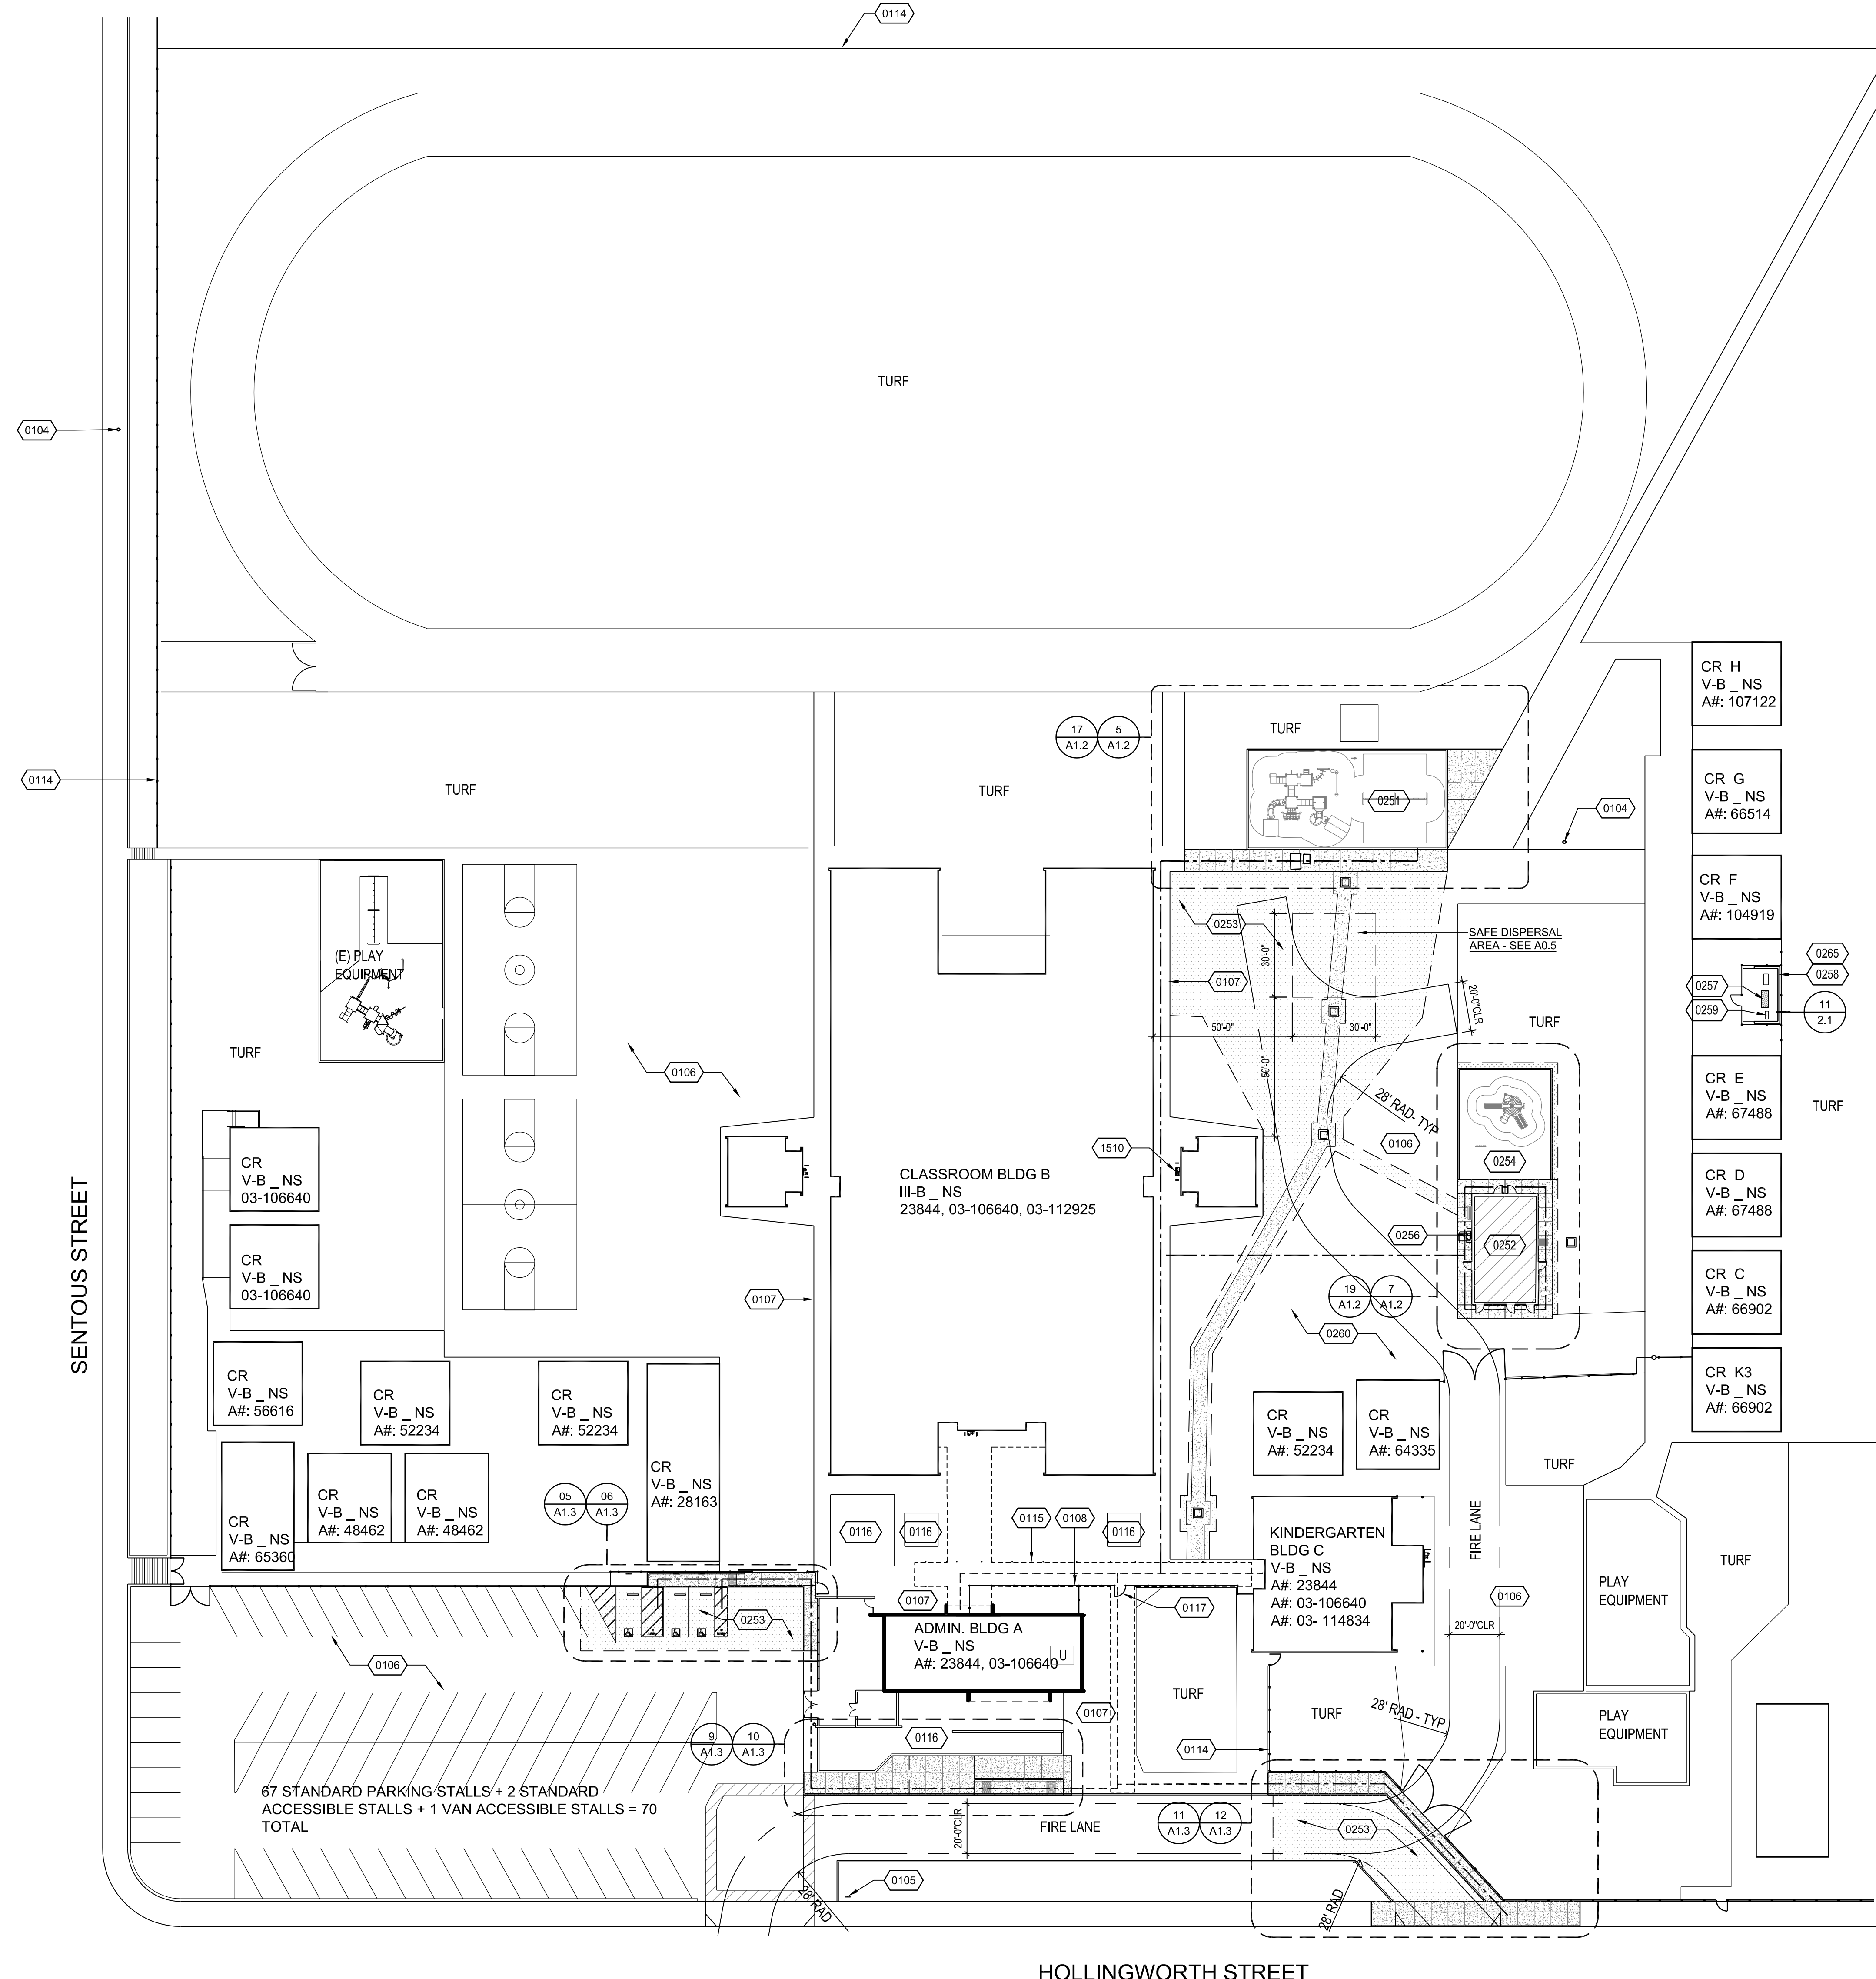 0114
TURF
0104
CR H
V-B _ NS
A#: 107122
17
A1.2
5
A1.2
TURF
0114
TURF
TURF
0251
0104
CR G
V-B _ NS
A#: 66514
CR F
V-B _ NS
A#: 104919
0253
SAFE DISPERSAL
AREA - SEE A0.5
30'-0"
(E) PLAY
EQUIPMENT
0107
20'-0"CLR
0265
0258
0257
0259
11
2.1
50'-0"
30'-0"
TURF
TURF
0106
50'-0"
28' RAD- TYP
CR E
V-B _ NS
A#: 67488
TURF
0106
1510
0254
CR
V-B _ NS
03-106640
CLASSROOM BLDG B
III-B _ NS
23844, 03-106640, 03-112925
CR D
V-B _ NS
A#: 67488
0256
0252
CR
V-B _ NS
03-106640
CR C
V-B _ NS
A#: 66902
0107
19
A1.2
7
A1.2
0260
SENTOUS STREET
CR
V-B _ NS
A#: 56616
CR
V-B _ NS
A#: 52234
CR
V-B _ NS
A#: 52234
CR K3
V-B _ NS
A#: 66902
CR
V-B _ NS
A#: 52234
CR
V-B _ NS
A#: 64335
CR
V-B _ NS
A#: 28163
TURF
CR
V-B _ NS
A#: 65360
CR
V-B _ NS
A#: 48462
CR
V-B _ NS
A#: 48462
05
A1.3
06
A1.3
0116
0116
0115
0108
0116
KINDERGARTEN
BLDG C
V-B _ NS
A#: 23844
A#: 03-106640
A#: 03- 114834
FIRE LANE
TURF
PLAY
EQUIPMENT
0106
0107
0117
0253
20'-0"CLR
ADMIN. BLDG A
V-B _ NS
A#: 23844, 03-106640
U
0106
TURF
TURF
28' RAD - TYP
0107
PLAY
EQUIPMENT
9
A1.3
10
A1.3
0116
0114
67 STANDARD PARKING STALLS + 2 STANDARD
ACCESSIBLE STALLS + 1 VAN ACCESSIBLE STALLS = 70
TOTAL
20'-0"CLR
FIRE LANE
11
A1.3
12
A1.3
0253
0105
28' RAD
28' RAD
HOLLINGWORTH STREET